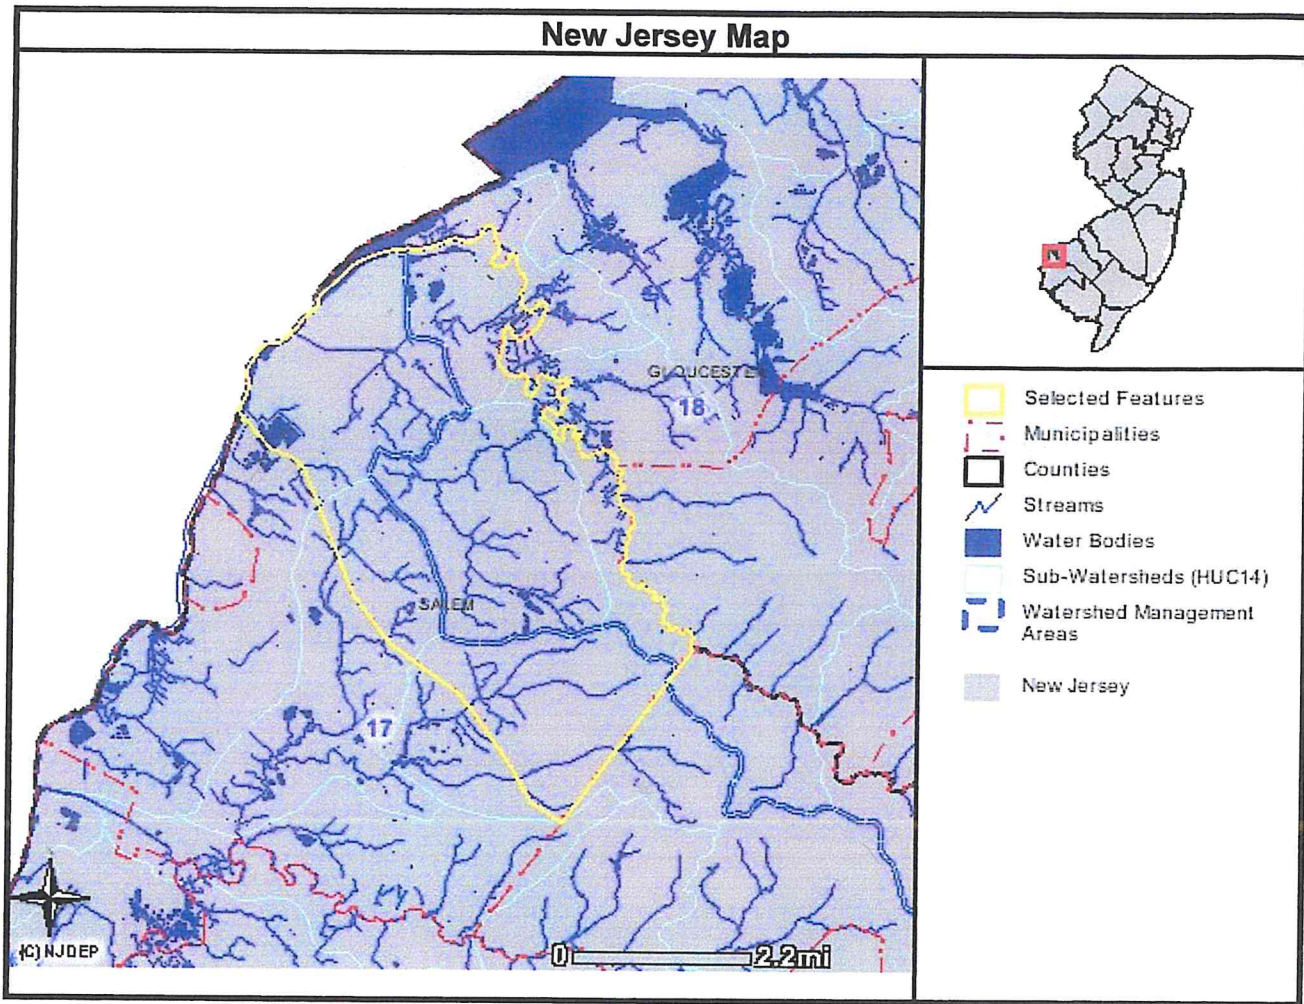 New Jersey Map
GLOUCESTER
18
SALEM
17
(C) NJDEP
0 2.2mi
Selected Features
Municipalities
Counties
Streams
Water Bodies
Sub-Watersheds (HUC14)
Watershed Management
Areas
New Jersey